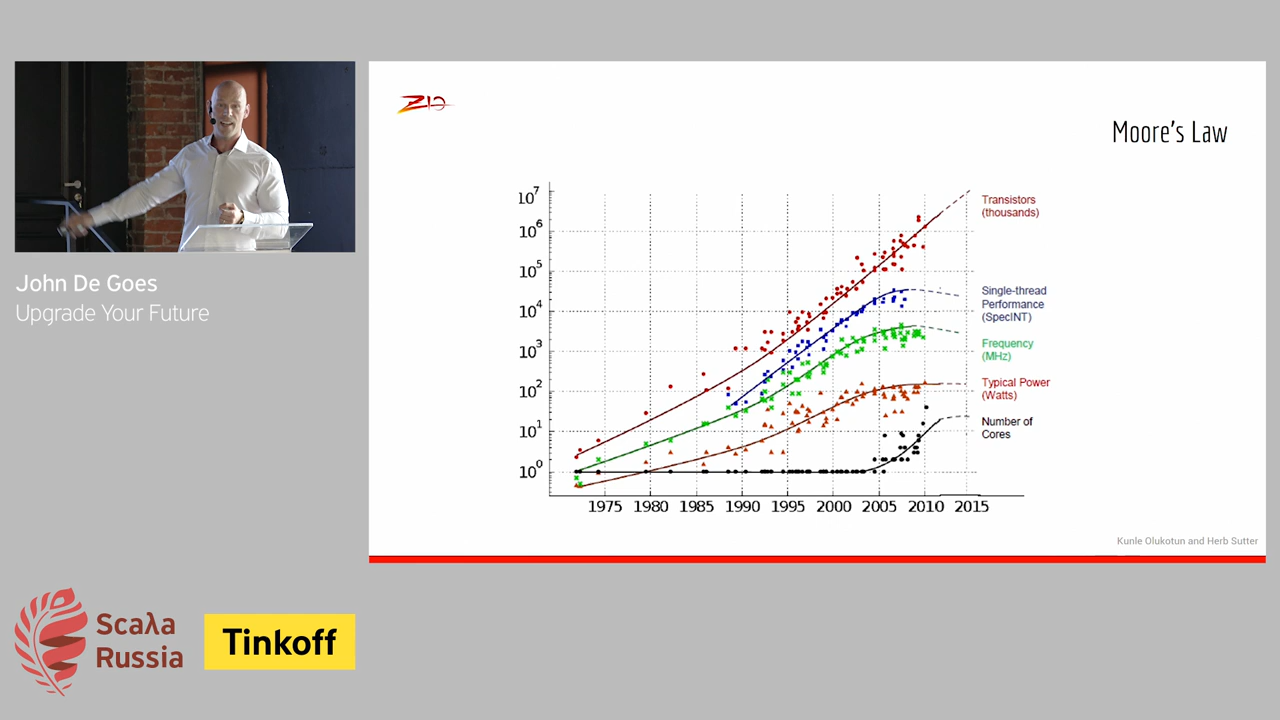 John De Goes
Upgrade Your Future
Scaλa
Russia
Tinkoff
ZIO
Moore's Law
10⁷
10⁶
10⁵
10⁴
10³
10²
10¹
10⁰
1975 1980 1985 1990 1995 2000 2005 2010 2015
Transistors
(thousands)
Single-thread
Performance
(SpecINT)
Frequency
(MHz)
Typical Power
(Watts)
Number of
Cores
Kunle Olukotun and Herb Sutter